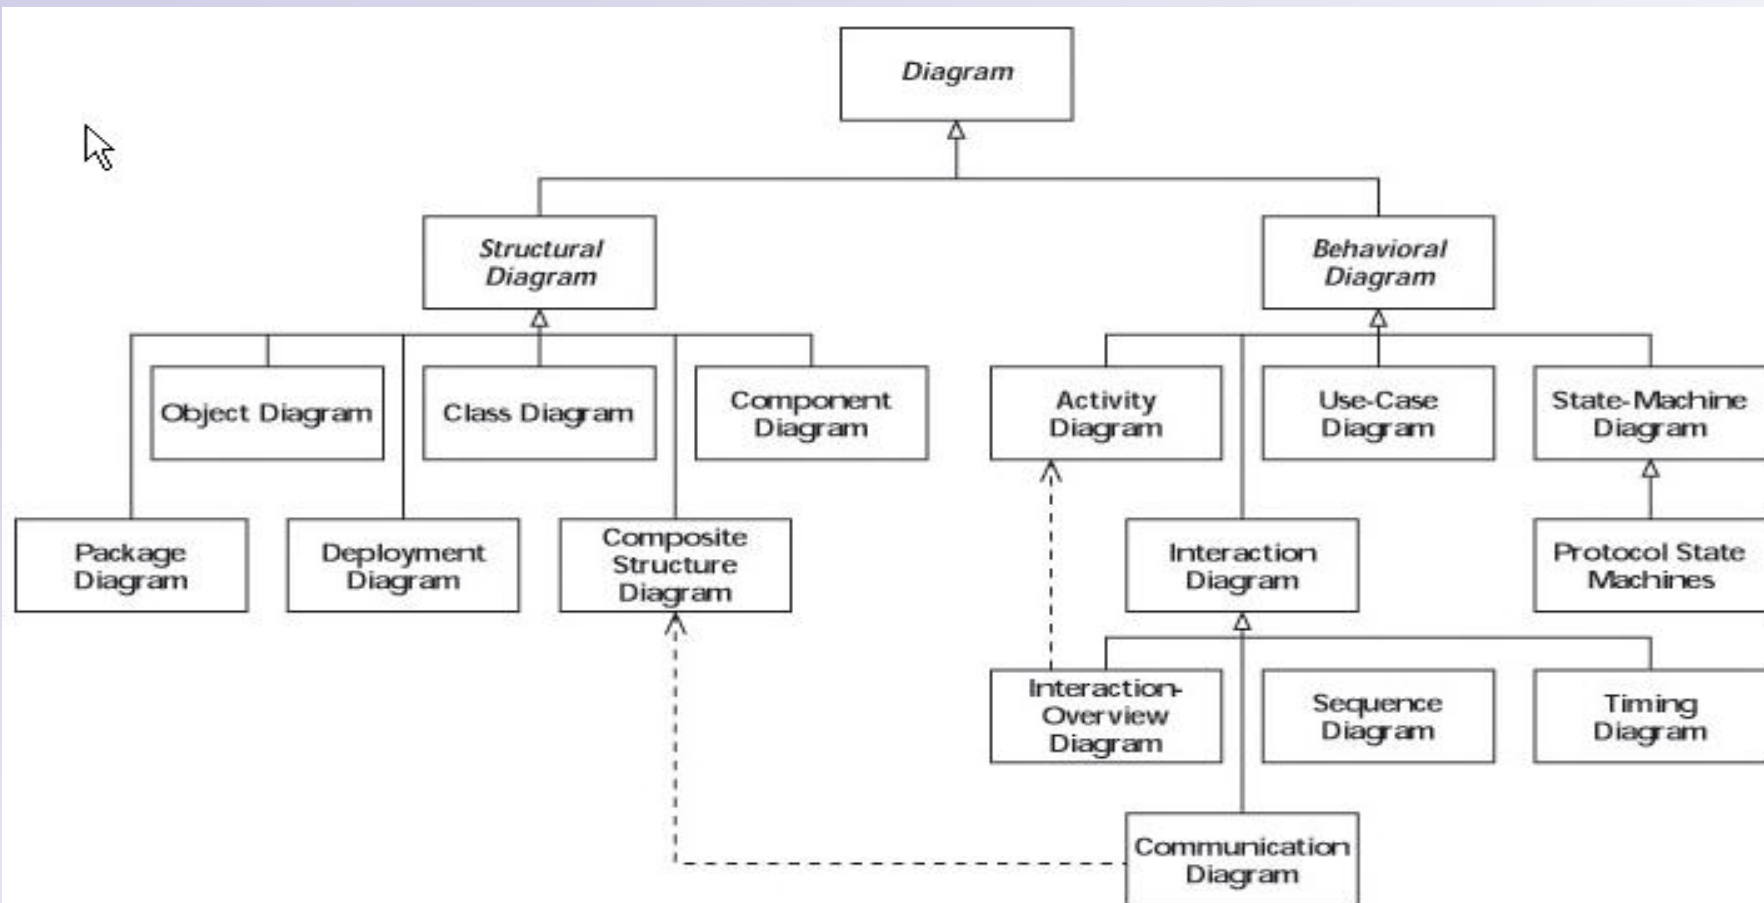 Diagram
Structural
Diagram
Behavioral
Diagram
Object Diagram
Class Diagram
Component
Diagram
Activity
Diagram
Use-Case
Diagram
State-Machine
Diagram
Package
Diagram
Deployment
Diagram
Composite
Structure
Diagram
Interaction
Diagram
Protocol State
Machines
Interaction-
Overview
Diagram
Sequence
Diagram
Timing
Diagram
Communication
Diagram